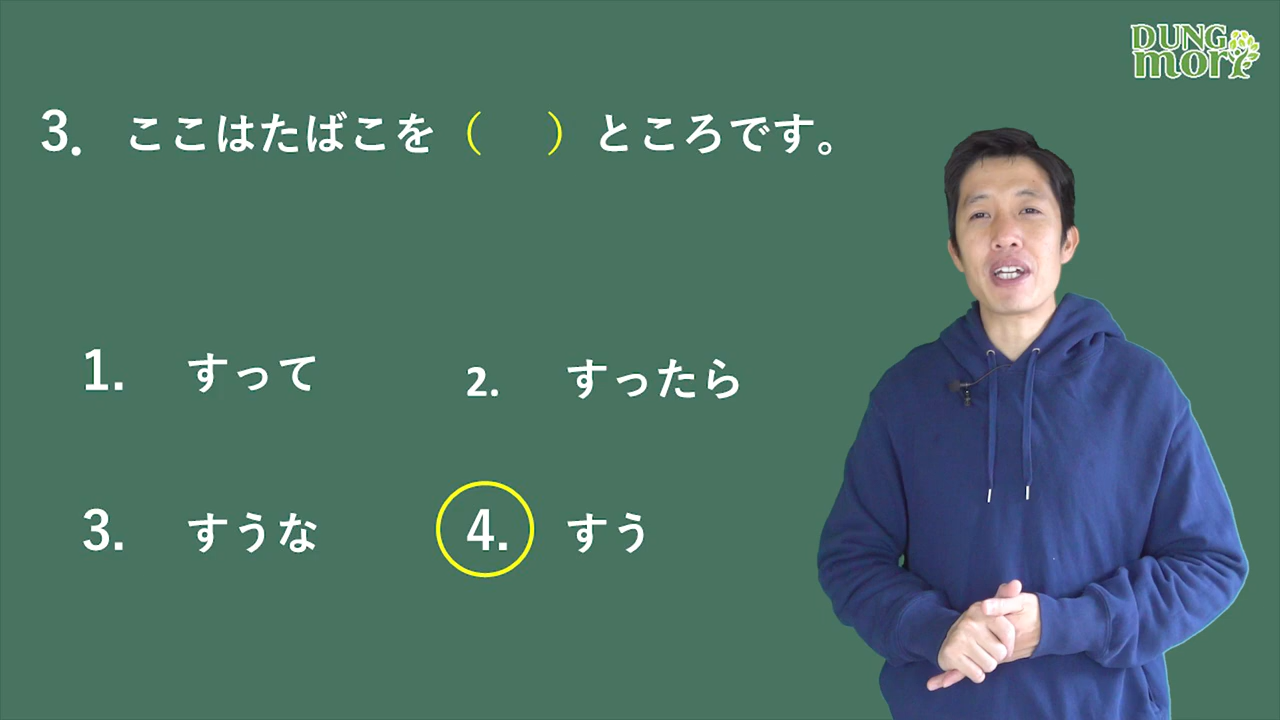 DUNG
mori
3. ここはたばこを（　）ところです。
1. すって
2. すったら
3. すうな
4. すう